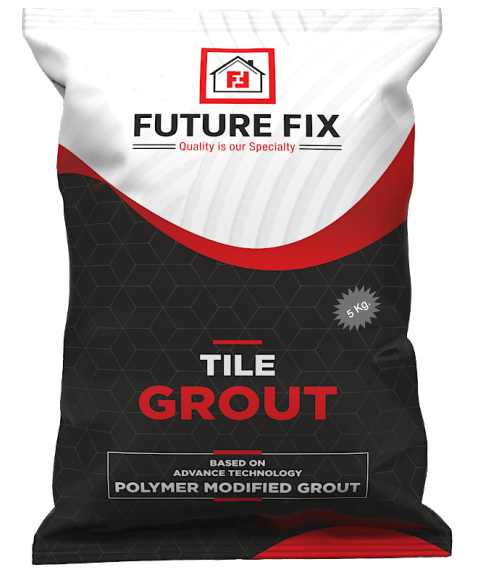 FUTURE FIX
Quality is our Specialty
5 Kg.
TILE
GROUT
BASED ON
ADVANCE TECHNOLOGY
POLYMER MODIFIED GROUT